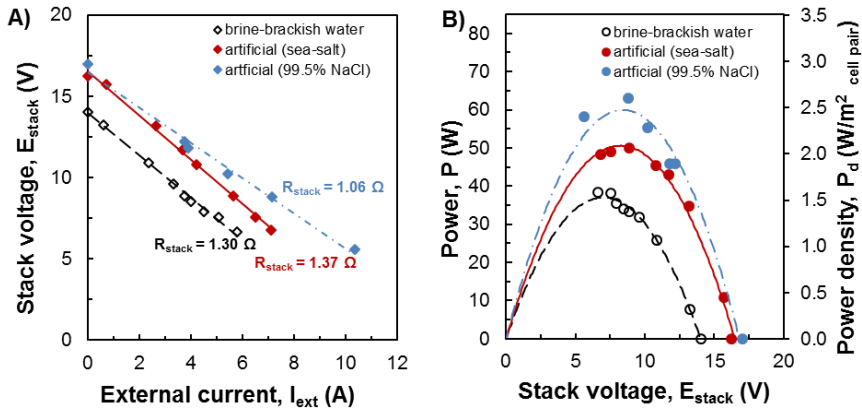 A)
20
15
10
5
0
0
2
4
6
8
10
12
Stack voltage, Estack (V)
External current, Iext (A)
brine-brackish water
artificial (sea-salt)
artficial (99.5% NaCl)
Rstack = 1.06 Ω
Rstack = 1.30 Ω
Rstack = 1.37 Ω
B)
80
70
60
50
40
30
20
10
0
0
5
10
15
20
3.5
3.0
2.5
2.0
1.5
1.0
0.5
0.0
Power, P (W)
Stack voltage, Estack (V)
Power density, Pd (W/m2 cell pair)
brine-brackish water
artificial (sea-salt)
artficial (99.5% NaCl)